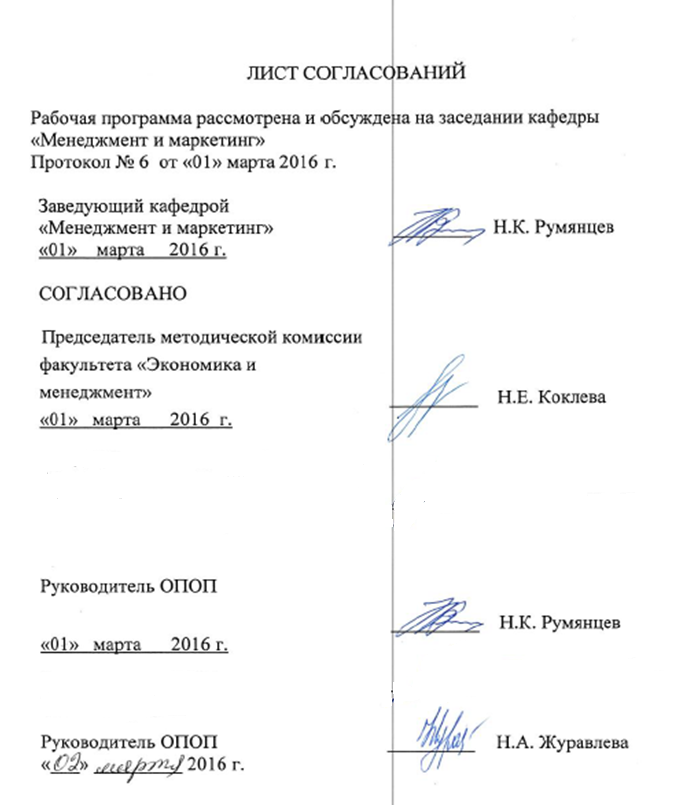 ЛИСТ СОГЛАСОВАНИЙ
Рабочая программа рассмотрена и обсуждена на заседании кафедры
«Менеджмент и маркетинг»
Протокол № 6 от «01» марта 2016 г.
Заведующий кафедрой
«Менеджмент и маркетинг»
Н.К. Румянцев
«01» марта 2016 г.
СОГЛАСОВАНО
Председатель методической комиссии
факультета «Экономика и
менеджмент»
Н.Е. Коклева
«01» марта 2016 г.
Руководитель ОПОП
Н.К. Румянцев
«01» марта 2016 г.
Руководитель ОПОП
Н.А. Журавлева
«02» марта 2016 г.